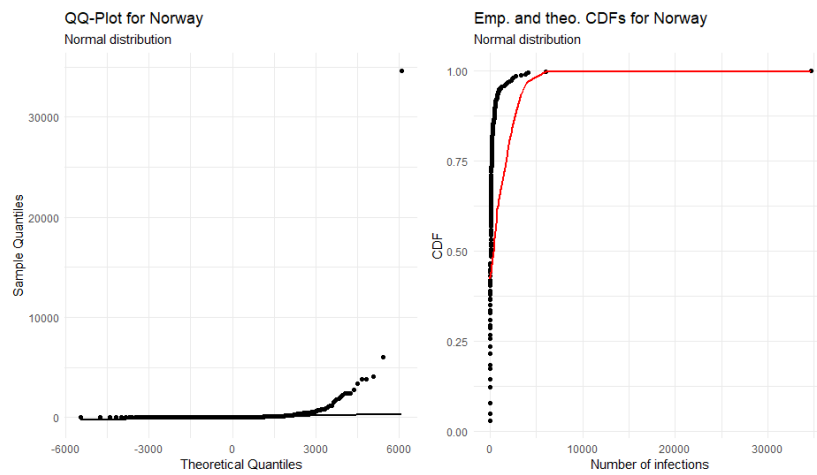 QQ-Plot for Norway
Normal distribution
30000
20000
10000
0
-6000 -3000 0 3000 6000
Theoretical Quantiles
Sample Quantiles
Emp. and theo. CDFs for Norway
Normal distribution
1.00
0.75
0.50
0.25
0.00
0 10000 20000 30000
Number of infections
CDF